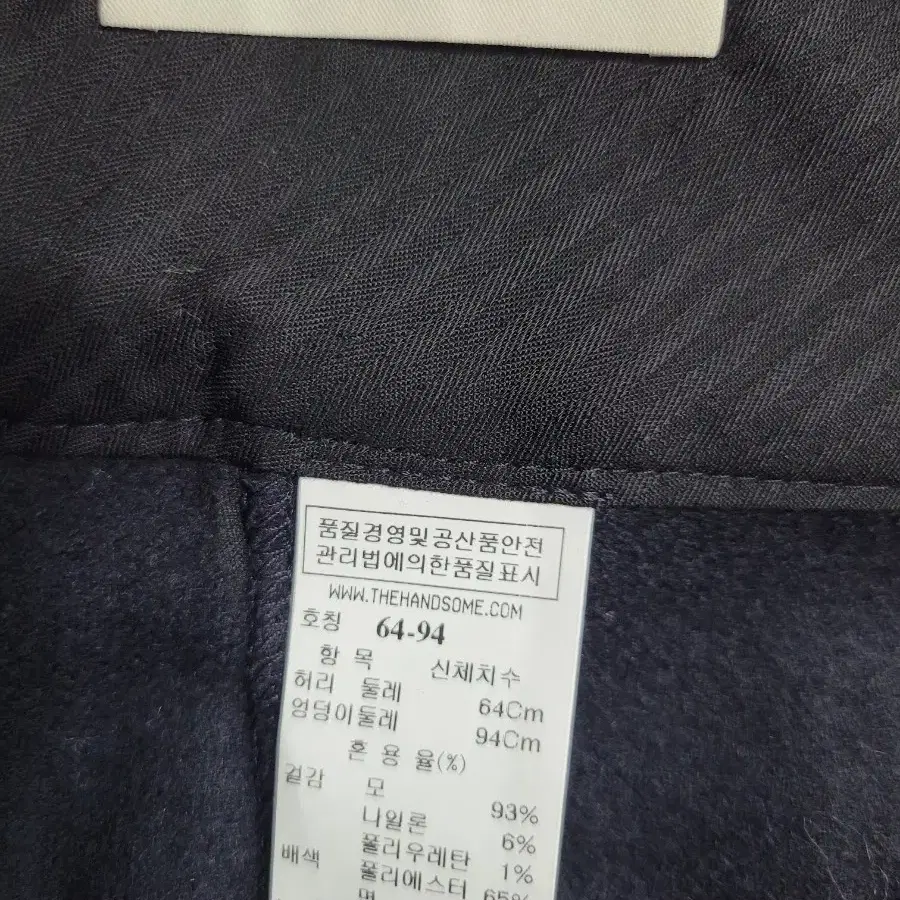 품질경영및공산품안전
관리법에의한품질표시
WWW.THEHANDSOME.COM
호칭 64-94
항 목 신체치수
허리 둘레 64Cm
엉덩이둘레 94Cm
혼 용 율(%)
겉감 모 93%
나일론 6%
폴리우레탄 1%
배색 폴리에스터 65%
면